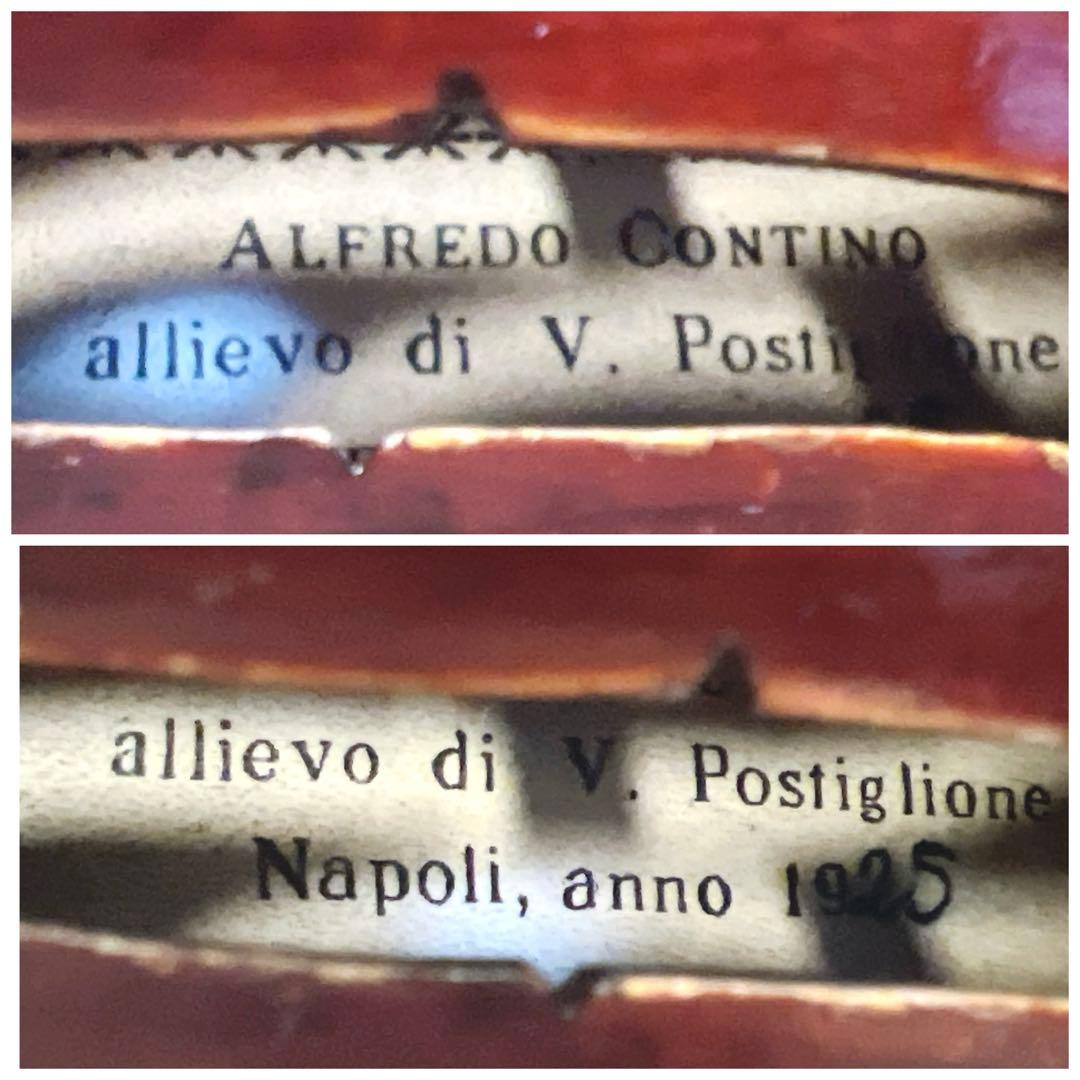 ALFREDO CONTINO
allievo di V. Postiglione
allievo di V. Postiglione
Napoli, anno 1925